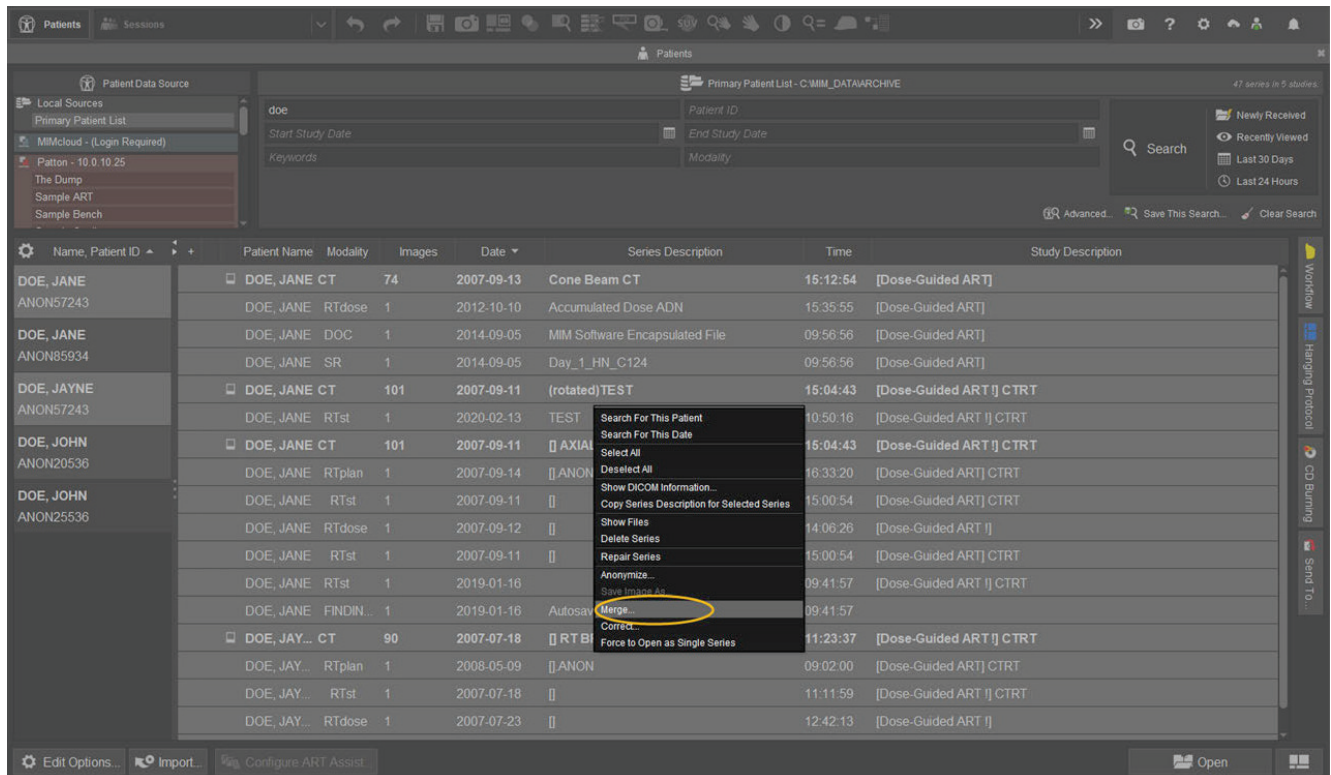 Patients Sessions
Patients
Patient Data Source
Primary Patient List - C:\MIM_DATA\ARCHIVE
47 series in 5 studies.
Local Sources
Primary Patient List
MIMcloud - (Login Required)
Patton - 10.0.10.25
The Dump
Sample ART
Sample Bench
doe
Patient ID
Start Study Date
End Study Date
Keywords
Modality
Search
Newly Received
Recently Viewed
Last 30 Days
Last 24 Hours
Advanced... Save This Search... Clear Search
Name, Patient ID
DOE, JANE
ANON57243
DOE, JANE
ANON85934
DOE, JAYNE
ANON57243
DOE, JOHN
ANON20536
DOE, JOHN
ANON25536
Patient Name Modality Images Date Series Description Time Study Description
DOE, JANE CT 74 2007-09-13 Cone Beam CT 15:12:54 [Dose-Guided ART]
DOE, JANE RTdose 1 2012-10-10 Accumulated Dose ADN 15:35:55 [Dose-Guided ART]
DOE, JANE DOC 1 2014-09-05 MIM Software Encapsulated File 09:56:56 [Dose-Guided ART]
DOE, JANE SR 1 2014-09-05 Day_1_HN_C124 09:56:56 [Dose-Guided ART]
DOE, JANE CT 101 2007-09-11 (rotated)TEST 15:04:43 [Dose-Guided ART !] CTRT
DOE, JANE RTst 1 2020-02-13 TEST 10:50:16 [Dose-Guided ART !] CTRT
DOE, JANE CT 101 2007-09-11 [] AXIAL 15:04:43 [Dose-Guided ART !] CTRT
DOE, JANE RTplan 1 2007-09-14 [] ANON 16:33:20 [Dose-Guided ART] CTRT
DOE, JANE RTst 1 2007-09-11 [] 15:00:54 [Dose-Guided ART] CTRT
DOE, JANE RTdose 1 2007-09-12 [] 14:06:26 [Dose-Guided ART !]
DOE, JANE RTst 1 2007-09-11 [] 15:00:54 [Dose-Guided ART] CTRT
DOE, JANE RTst 1 2019-01-16 09:41:57 [Dose-Guided ART !] CTRT
DOE, JANE FINDIN... 1 2019-01-16 Autosav 09:41:57
DOE, JAY... CT 90 2007-07-18 [] RT B 11:23:37 [Dose-Guided ART !] CTRT
DOE, JAY... RTplan 1 2008-05-09 [] ANON 09:02:00 [Dose-Guided ART] CTRT
DOE, JAY... RTst 1 2007-07-18 [] 11:11:59 [Dose-Guided ART !] CTRT
DOE, JAY... RTdose 1 2007-07-23 [] 12:42:13 [Dose-Guided ART !]
Search For This Patient
Search For This Date
Select All
Deselect All
Show DICOM Information...
Copy Series Description for Selected Series
Show Files
Delete Series
Repair Series
Anonymize...
Save Image As...
Merge...
Correct...
Force to Open as Single Series
Workflow
Hanging Protocol
CD Burning
Send To...
Edit Options... Import... Configure ART Assist... Open